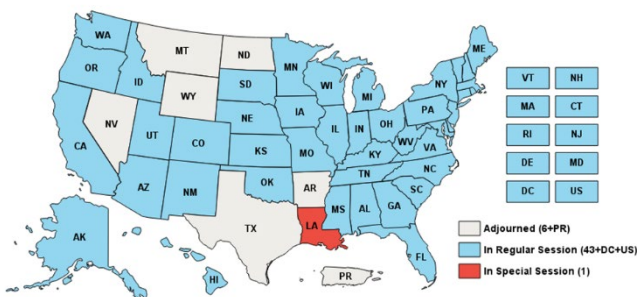 WA
OR
CA
ID
NV
MT
WY
UT
AZ
CO
NM
ND
SD
NE
KS
OK
TX
MN
IA
MO
AR
LA
WI
IL
MI
IN
OH
KY
TN
MS
AL
GA
FL
SC
NC
VA
WV
PA
NY
ME
AK
HI
PR
VT NH
MA CT
RI NJ
DE MD
DC US
Adjourned (6+PR)
In Regular Session (43+DC+US)
In Special Session (1)